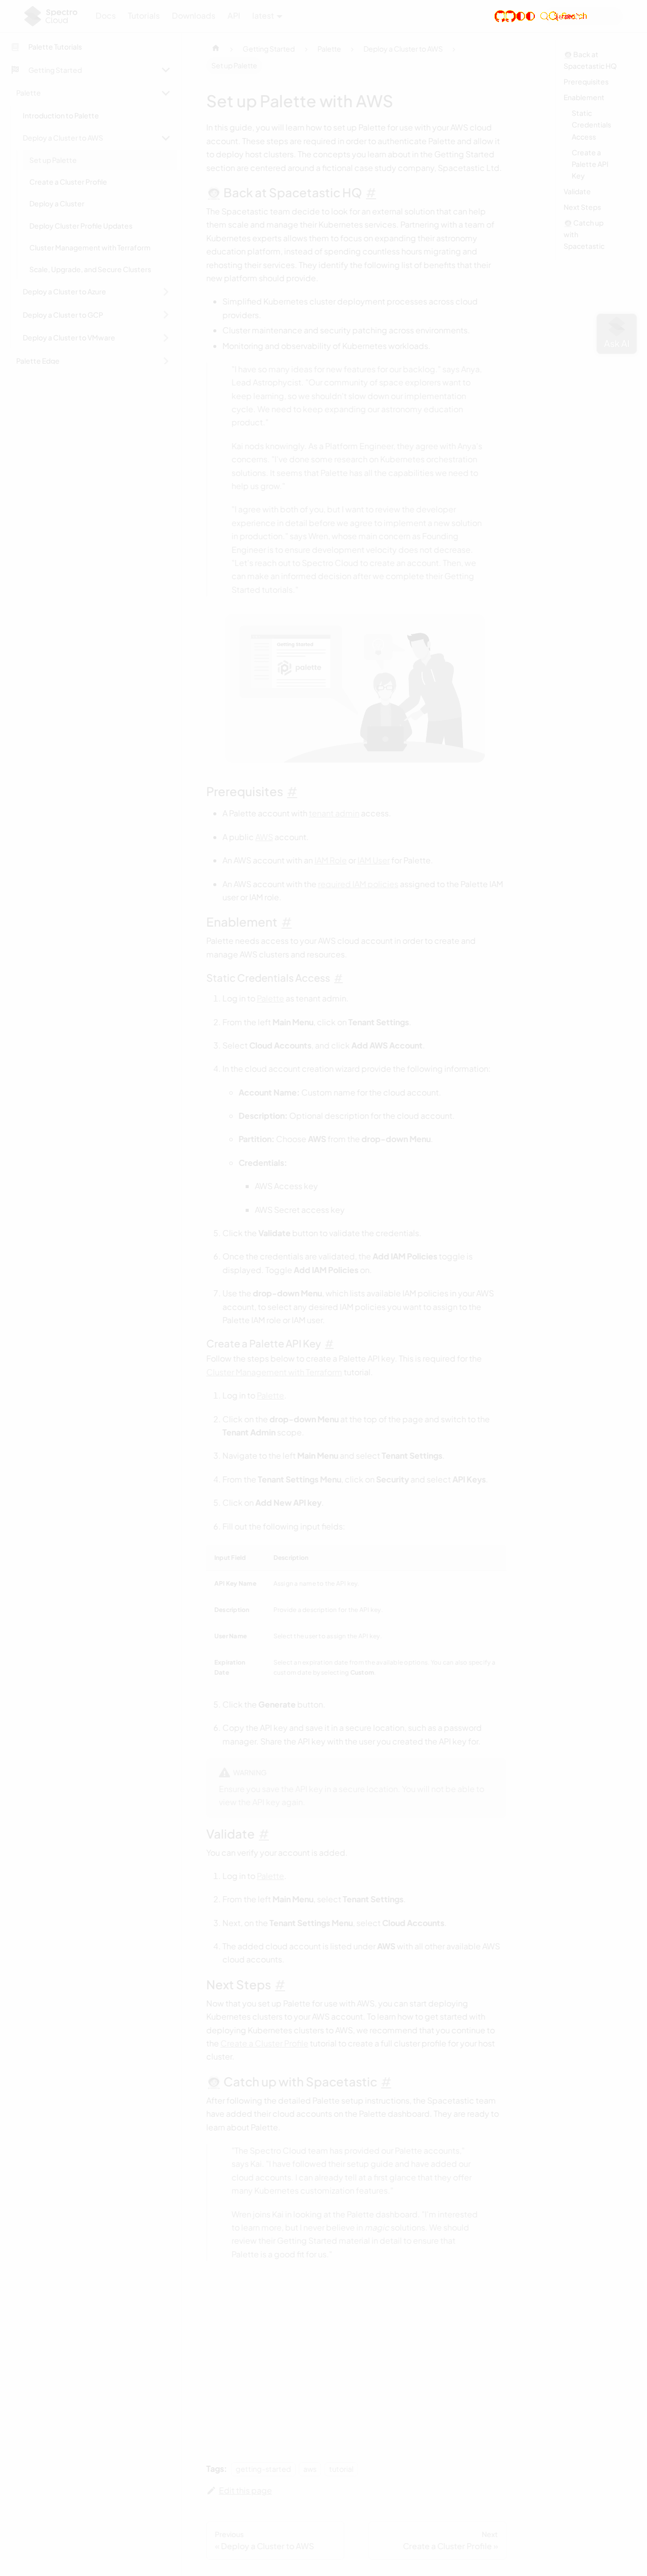 Spectro
Cloud
Docs
Tutorials
Downloads
API
latest
Palette Tutorials
Getting Started
Palette
Introduction to Palette
Deploy a Cluster to AWS
Set up Palette
Create a Cluster Profile
Deploy a Cluster
Deploy Cluster Profile Updates
Cluster Management with Terraform
Scale, Upgrade, and Secure Clusters
Deploy a Cluster to Azure
Deploy a Cluster to GCP
Deploy a Cluster to VMware
Palette Edge
Getting Started
Palette
Deploy a Cluster to AWS
Set up Palette
Set up Palette with AWS
In this guide, you will learn how to set up Palette for use with your AWS cloud
account. These steps are required in order to authenticate Palette and allow it
to deploy host clusters. The concepts you learn about in the Getting Started
section are centered around a fictional case study company, Spacetastic Ltd.
Back at Spacetastic HQ #
The Spacetastic team decide to look for an external solution that can help
them scale and manage their Kubernetes services. Partnering with a team of
Kubernetes experts allows them to focus on expanding their astronomy
education platform, instead of spending countless hours migrating and
rehosting their services. They identify the following list of benefits that their
new platform should provide.
• Simplified Kubernetes cluster deployment processes across cloud
providers.
• Cluster maintenance and security patching across environments.
• Monitoring and observability of Kubernetes workloads.
"I have so many ideas for new features for our backlog," says Anya,
Lead Astrophysicist. "Our community of space explorers want to
keep learning, so we shouldn't slow down our implementation
cycle. We need to keep expanding our astronomy education
product."
Kai nods knowingly. As a Platform Engineer, they agree with Anya's
concerns. "I've done some research on Kubernetes orchestration
solutions. It seems that Palette has all the capabilities we need to
help us grow."
"I agree with both of you, but I want to review the developer
experience in detail before we agree to implement a new solution
in production," says Wren, whose main concern as Founding
Engineer is to ensure development velocity does not decrease.
"Let's reach out to Spectro Cloud to create an account. Then, we
can make an informed decision after we complete their Getting
Started tutorials."
Getting Started
palette
Prerequisites #
• A Palette account with tenant admin access.
• A public AWS account.
• An AWS account with an IAM Role or IAM User for Palette.
• An AWS account with the required IAM policies assigned to the Palette IAM
user or IAM role.
Enablement #
Palette needs access to your AWS cloud account in order to create and
manage AWS clusters and resources.
Static Credentials Access #
1. Log in to Palette as tenant admin.
2. From the left Main Menu, click on Tenant Settings.
3. Select Cloud Accounts, and click Add AWS Account.
4. In the cloud account creation wizard provide the following information:
Account Name: Custom name for the cloud account.
Description: Optional description for the cloud account.
Partition: Choose AWS from the drop-down Menu.
Credentials:
AWS Access key
AWS Secret access key
5. Click the Validate button to validate the credentials.
6. Once the credentials are validated, the Add IAM Policies toggle is
displayed. Toggle Add IAM Policies on.
7. Use the drop-down Menu, which lists available IAM policies in your AWS
account, to select any desired IAM policies you want to assign to the
Palette IAM role or IAM user.
Create a Palette API Key #
Follow the steps below to create a Palette API key. This is required for the
Cluster Management with Terraform tutorial.
1. Log in to Palette.
2. Click on the drop-down Menu at the top of the page and switch to the
Tenant Admin scope.
3. Navigate to the left Main Menu and select Tenant Settings.
4. From the Tenant Settings Menu, click on Security and select API Keys.
5. Click on Add New API key.
6. Fill out the following input fields:
Input Field Description
API Key Name Assign a name to the API key.
Description Provide a description for the API key.
User Name Select the user to assign the API key.
Expiration Select an expiration date from the available options. You can also specify a
Date custom date by selecting Custom.
5. Click the Generate button.
6. Copy the API key and save it in a secure location, such as a password
manager. Share the API key with the user you created the API key for.
WARNING
Ensure you save the API key in a secure location. You will not be able to
view the API key again.
Validate #
You can verify your account is added.
1. Log in to Palette.
2. From the left Main Menu, select Tenant Settings.
3. Next, on the Tenant Settings Menu, select Cloud Accounts.
4. The added cloud account is listed under AWS with all other available AWS
cloud accounts.
Next Steps #
Now that you set up Palette for use with AWS, you can start deploying
Kubernetes clusters to your AWS account. To learn how to get started with
deploying Kubernetes clusters to AWS, we recommend that you continue to
the Create a Cluster Profile tutorial to create a full cluster profile for your host
cluster.
Catch up with Spacetastic #
After following the detailed Palette setup instructions, the Spacetastic team
have added their cloud accounts on the Palette dashboard. They are ready to
learn about Palette.
"The Spectro Cloud team has provided our Palette accounts,"
says Kai. "I have followed their setup guide and have added our
cloud accounts. I can already tell at a first glance that they offer
many Kubernetes customization features."
Wren joins Kai in looking at the Palette dashboard. "I'm interested
to learn more, but I never believe in magic solutions. We should
review their Getting Started material in detail to ensure that
Palette is a good fit for us."
Tags:
getting-started
aws
tutorial
Edit this page
Previous
« Deploy a Cluster to AWS
Next
Create a Cluster Profile »
Back at
Spacetastic HQ
Prerequisites
Enablement
Static
Credentials
Access
Create a
Palette API
Key
Validate
Next Steps
Catch up
with
Spacetastic
Ask AI